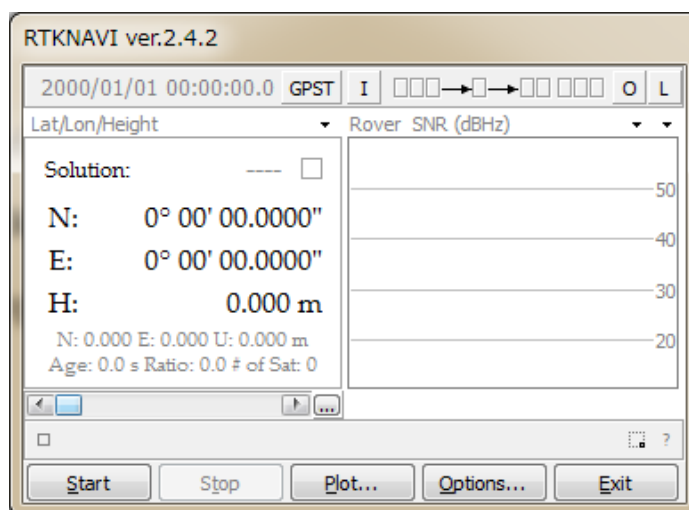 RTKNAVI ver.2.4.2
2000/01/01 00:00:00.0 GPST I O L
Lat/Lon/Height Rover SNR (dBHz)
Solution: ----
50
N: 0° 00' 00.0000"
40
E: 0° 00' 00.0000"
30
H: 0.000 m
N: 0.000 E: 0.000 U: 0.000 m
20
Age: 0.0 s Ratio: 0.0 # of Sat: 0
...
?
Start Stop Plot... Options... Exit